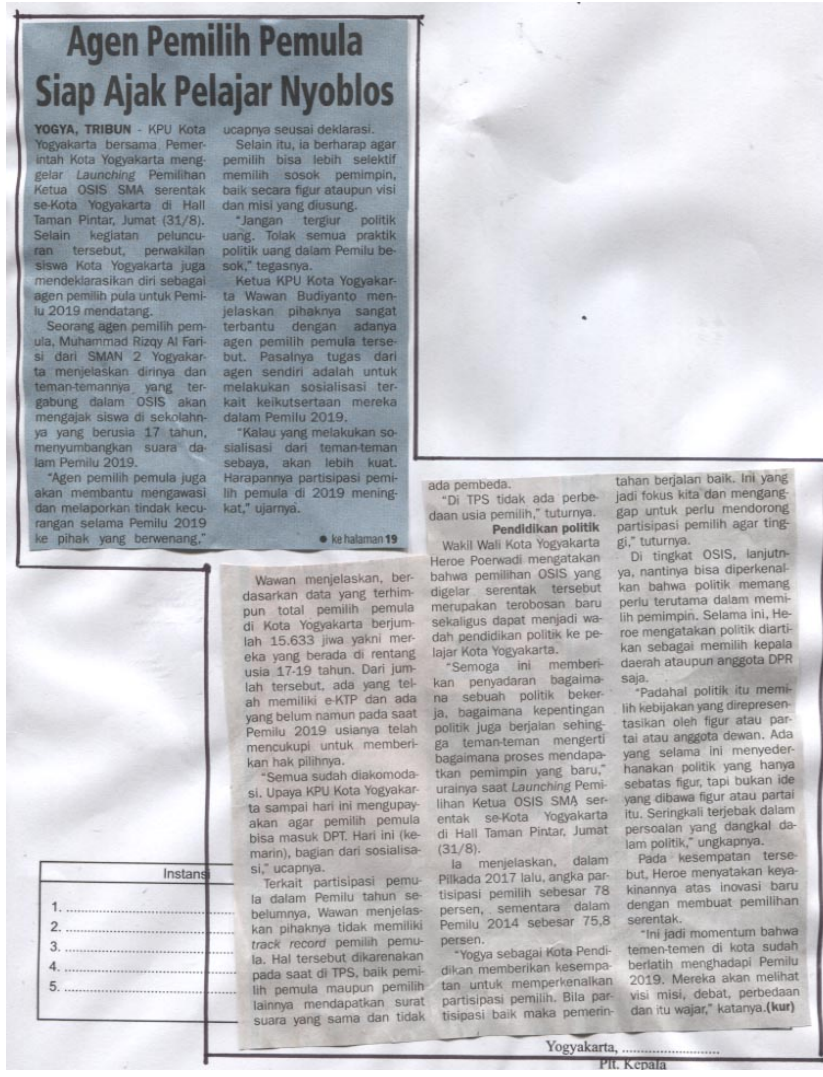 Agen Pemilih Pemula
Siap Ajak Pelajar Nyoblos
YOGYA, TRIBUN - KPU Kota
Yogyakarta bersama Pemer-
intah Kota Yogyakarta meng-
gelar Launching Pemilihan
Ketua OSIS SMA serentak
se-Kota Yogyakarta di Hall
Taman Pintar, Jumat (31/8).
Selain kegiatan peluncu-
ran tersebut, perwakilan
siswa Kota Yogyakarta juga
mendeklarasikan diri sebagai
agen pemilih pula untuk Pemi-
lu 2019 mendatang.
Seorang agen pemilih pem-
ula, Muhammad Rizqy Al Fari-
si dari SMAN 2 Yogyakar-
ta menjelaskan dirinya dan
teman-temannya yang ter-
gabung dalam OSIS akan
mengajak siswa di sekolahn-
ya yang berusia 17 tahun,
menyumbangkan suara da-
lam Pemilu 2019.
"Agen pemilih pemula juga
akan membantu mengawasi
dan melaporkan tindak kecu-
rangan selama Pemilu 2019
ke pihak yang berwenang,"
ucapnya seusai deklarasi.
Selain itu, ia berharap agar
pemilih bisa lebih selektif
memilih sosok pemimpin,
baik secara figur ataupun visi
dan misi yang diusung.
"Jangan tergiur politik
uang. Tolak semua praktik
politik uang dalam Pemilu be-
sok," tegasnya.
Ketua KPU Kota Yogyakar-
ta Wawan Budiyanto men-
jelaskan pihaknya sangat
terbantu dengan adanya
agen pemilih pemula terse-
but. Pasalnya tugas dari
agen sendiri adalah untuk
melakukan sosialisasi ter-
kait keikutsertaan mereka
dalam Pemilu 2019.
"Kalau yang melakukan so-
sialisasi dari teman-teman
sebaya, akan lebih kuat.
Harapannya partisipasi pemi-
lih pemula di 2019 mening-
kat," ujarnya.
● ke halaman 19
Wawan menjelaskan, ber-
dasarkan data yang terhim-
pun total pemilih pemula
di Kota Yogyakarta berjum-
lah 15.633 jiwa yakni mer-
eka yang berada di rentang
usia 17-19 tahun. Dari jum-
lah tersebut, ada yang tel-
ah memiliki e-KTP dan ada
yang belum namun pada saat
Pemilu 2019 usianya telah
mencukupi untuk memberi-
kan hak pilihnya.
"Semua sudah diakomoda-
si. Upaya KPU Kota Yogyakar-
ta sampai hari ini mengupay-
akan agar pemilih pemula
bisa masuk DPT. Hari ini (ke-
marin), bagian dari sosialisa-
si," ucapnya.
Terkait partisipasi pemu-
la dalam Pemilu tahun se-
belumnya, Wawan menjelas-
kan pihaknya tidak memiliki
track record pemilih pemu-
la. Hal tersebut dikarenakan
pada saat di TPS, baik pemi-
lih pemula maupun pemilih
lainnya mendapatkan surat
suara yang sama dan tidak
ada pembeda.
"Di TPS tidak ada perbe-
daan usia pemilih," tuturnya.
Pendidikan politik
Wakil Wali Kota Yogyakarta
Heroe Poerwadi mengatakan
bahwa pemilihan OSIS yang
digelar serentak tersebut
merupakan terobosan baru
sekaligus dapat menjadi wa-
dah pendidikan politik ke pe-
lajar Kota Yogyakarta.
"Semoga ini memberi-
kan penyadaran bagaima-
na sebuah politik beker-
ja, bagaimana kepentingan
politik juga berjalan sehing-
ga teman-teman mengerti
bagaimana proses mendapa-
tkan pemimpin yang baru,"
urainya saat Launching Pemi-
lihan Ketua OSIS SMA ser-
entak se-Kota Yogyakarta
di Hall Taman Pintar, Jumat
(31/8).
Ia menjelaskan, dalam
Pilkada 2017 lalu, angka par-
tisipasi pemilih sebesar 78
persen, sementara dalam
Pemilu 2014 sebesar 75,8
persen.
"Yogya sebagai Kota Pendi-
dikan memberikan kesempa-
tan untuk memperkenalkan
partisipasi pemilih. Bila par-
tisipasi baik maka pemerin-
tahan berjalan baik. Ini yang
jadi fokus kita dan mengang-
gap untuk perlu mendorong
partisipasi pemilih agar ting-
gi," tuturnya.
Di tingkat OSIS, lanjutn-
ya, nantinya bisa diperkenal-
kan bahwa politik memang
perlu terutama dalam memi-
lih pemimpin. Selama ini, He-
roe mengatakan politik diarti-
kan sebagai memilih kepala
daerah ataupun anggota DPR
saja.
"Padahal politik itu memi-
lih kebijakan yang direpresen-
tasikan oleh figur atau par-
tai atau anggota dewan. Ada
yang selama ini menyeder-
hanakan politik yang hanya
sebatas figur, tapi bukan ide
yang dibawa figur atau partai
itu. Seringkali terjebak dalam
persoalan yang dangkal da-
lam politik," ungkapnya.
Pada kesempatan terse-
but, Heroe menyatakan keya-
kinannya atas inovasi baru
dengan membuat pemilihan
serentak.
"Ini jadi momentum bahwa
temen-temen di kota sudah
berlatih menghadapi Pemilu
2019. Mereka akan melihat
visi misi, debat, perbedaan
dan itu wajar," katanya.(kur)
Instansi
1. ....................
2. ....................
3. ....................
4. ....................
5. ....................
Yogyakarta, ....................
Plt. Kepala